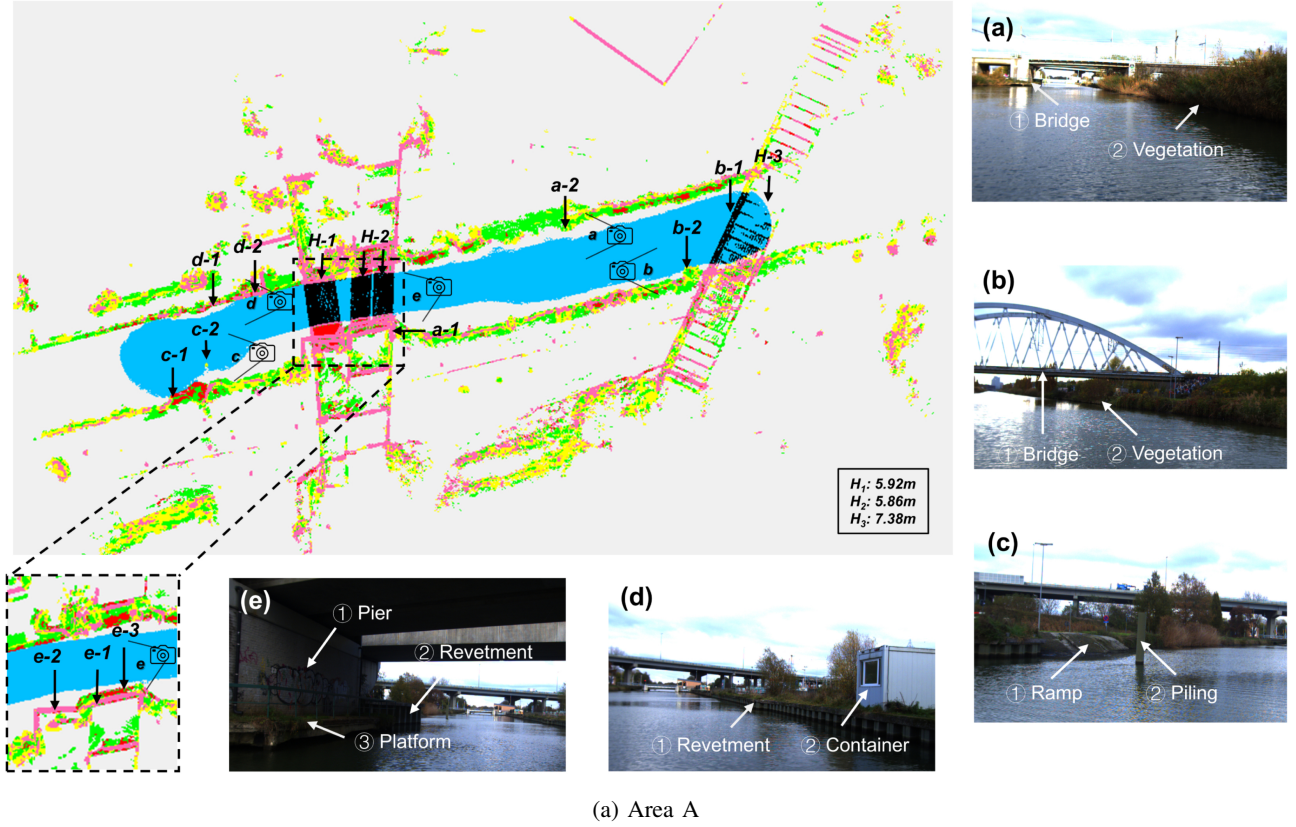 (a)
① Bridge
② Vegetation
H-3
b-1
a-2
b-2
a
b
H-2
H-1
d-2
d-1
d
e
a-1
c-2
c
c-1
H₁: 5.92m
H₂: 5.86m
H₃: 7.38m
(b)
① Bridge
② Vegetation
(c)
① Ramp
② Piling
e-3
e-1
e-2
e
(e)
① Pier
② Revetment
③ Platform
(d)
① Revetment
② Container
(a) Area A